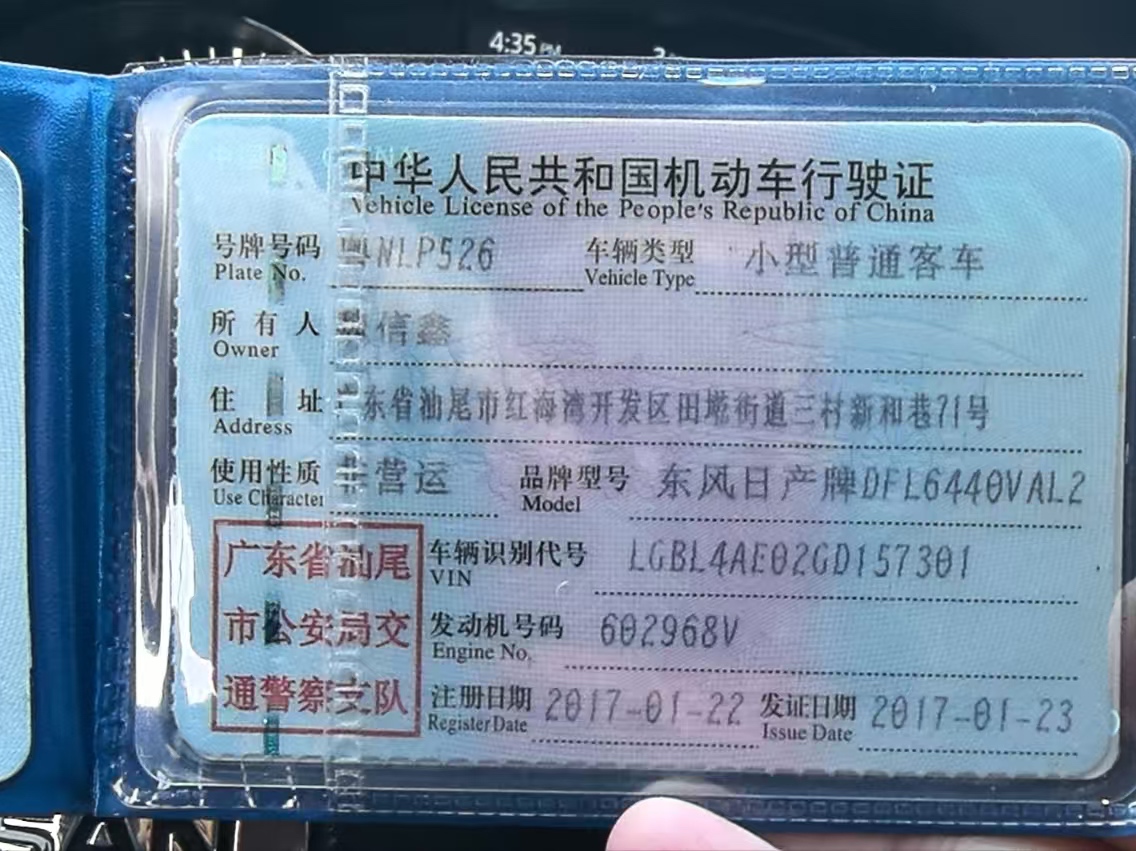 4:35 PM
中华人民共和国机动车行驶证
Vehicle License of the People's Republic of China
号牌号码 粤NLP526 车辆类型 小型普通客车
Plate No. Vehicle Type
所有人 信鑫
Owner
住址 广东省汕尾市红海湾开发区田墘街道三村新和巷71号
Address
使用性质 非营运 品牌型号 东风日产牌DFL6440VAL2
Use Character Model
广东省汕尾
市公安局交
通警察支队
车辆识别代号 LGBL4AE02GD157301
VIN
发动机号码 602968V
Engine No.
注册日期 2017-01-22 发证日期 2017-01-23
Register Date Issue Date